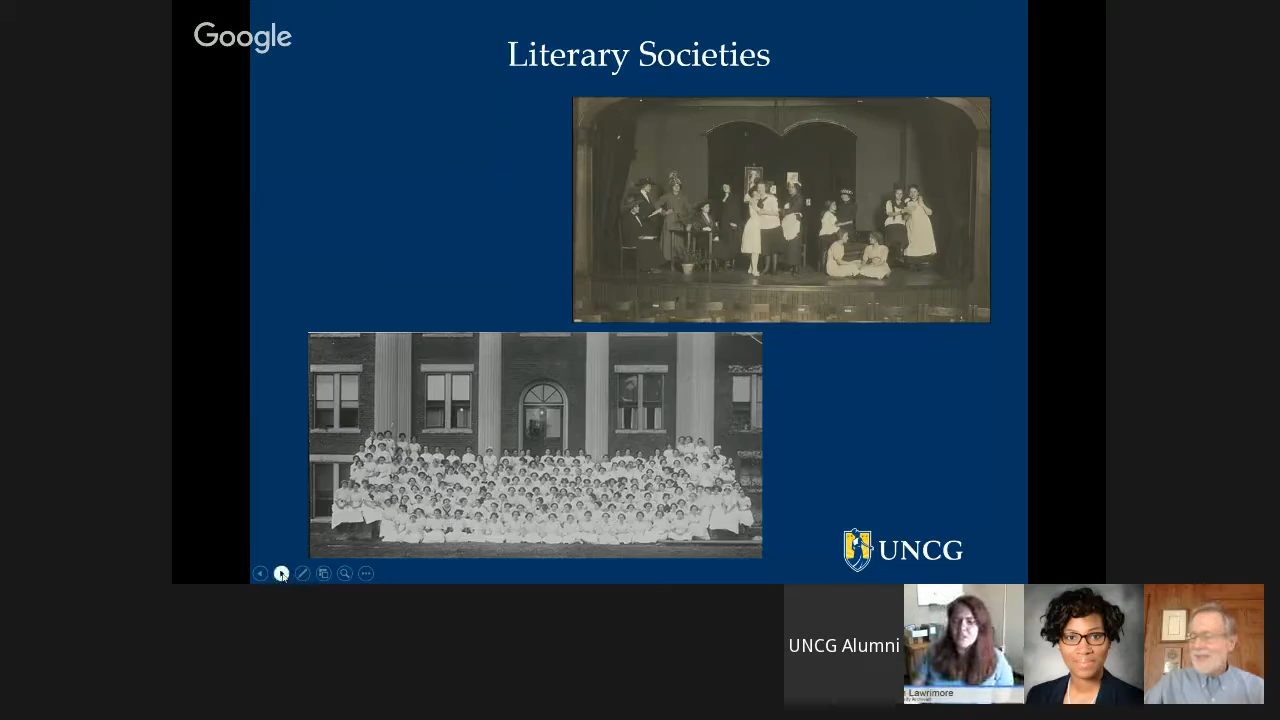 Google
Literary Societies
UNCG
UNCG Alumni
Lawrimore